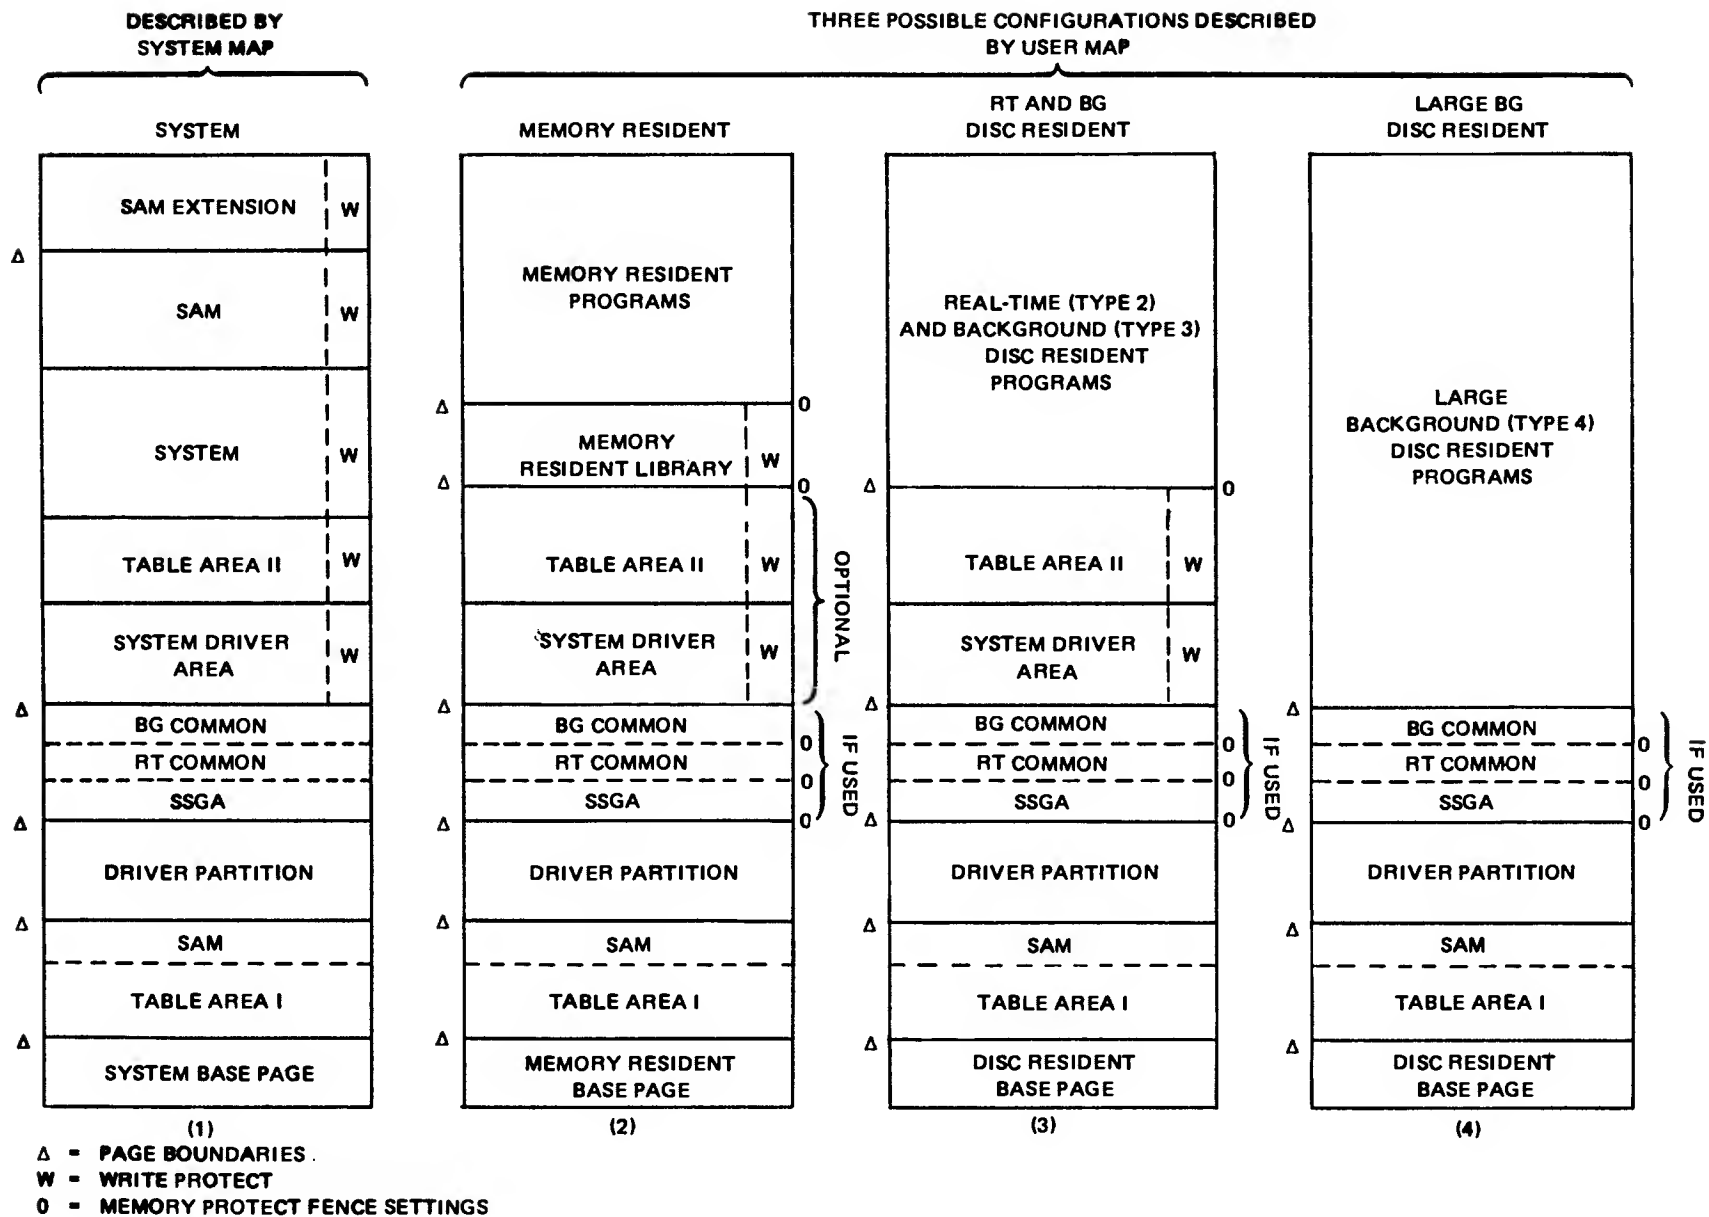 DESCRIBED BY
SYSTEM MAP
THREE POSSIBLE CONFIGURATIONS DESCRIBED
BY USER MAP
SYSTEM
SAM EXTENSION
W
Δ
SAM
W
SYSTEM
W
TABLE AREA II
W
SYSTEM DRIVER
AREA
W
Δ
BG COMMON
RT COMMON
SSGA
Δ
DRIVER PARTITION
Δ
SAM
TABLE AREA I
Δ
SYSTEM BASE PAGE
(1)
MEMORY RESIDENT
MEMORY RESIDENT
PROGRAMS
Δ
0
MEMORY
RESIDENT LIBRARY
W
Δ
0
TABLE AREA II
W
SYSTEM DRIVER
AREA
W
OPTIONAL
Δ
BG COMMON
0
RT COMMON
0
SSGA
0
IF USED
Δ
DRIVER PARTITION
Δ
SAM
TABLE AREA I
Δ
MEMORY RESIDENT
BASE PAGE
(2)
RT AND BG
DISC RESIDENT
REAL-TIME (TYPE 2)
AND BACKGROUND (TYPE 3)
DISC RESIDENT
PROGRAMS
Δ
0
TABLE AREA II
W
SYSTEM DRIVER
AREA
W
Δ
BG COMMON
0
RT COMMON
0
SSGA
0
IF USED
Δ
DRIVER PARTITION
Δ
SAM
TABLE AREA I
Δ
DISC RESIDENT
BASE PAGE
(3)
LARGE BG
DISC RESIDENT
LARGE
BACKGROUND (TYPE 4)
DISC RESIDENT
PROGRAMS
Δ
BG COMMON
0
RT COMMON
0
SSGA
0
IF USED
Δ
DRIVER PARTITION
Δ
SAM
TABLE AREA I
Δ
DISC RESIDENT
BASE PAGE
(4)
Δ = PAGE BOUNDARIES .
W = WRITE PROTECT
0 = MEMORY PROTECT FENCE SETTINGS